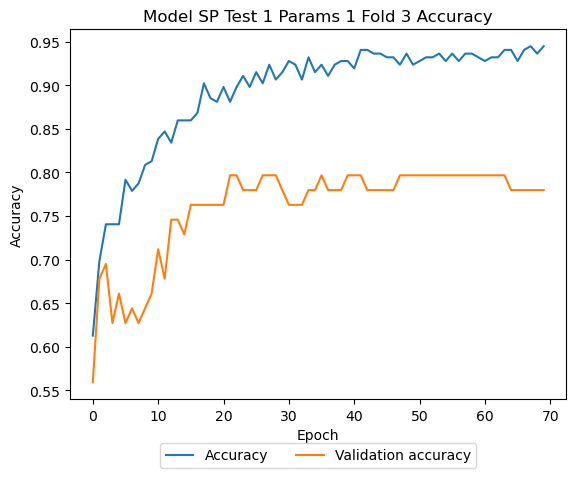 Model SP Test 1 Params 1 Fold 3 Accuracy
0.95
0.90
0.85
0.80
0.75
0.70
0.65
0.60
0.55
Accuracy
0 10 20 30 40 50 60 70
Epoch
Accuracy Validation accuracy